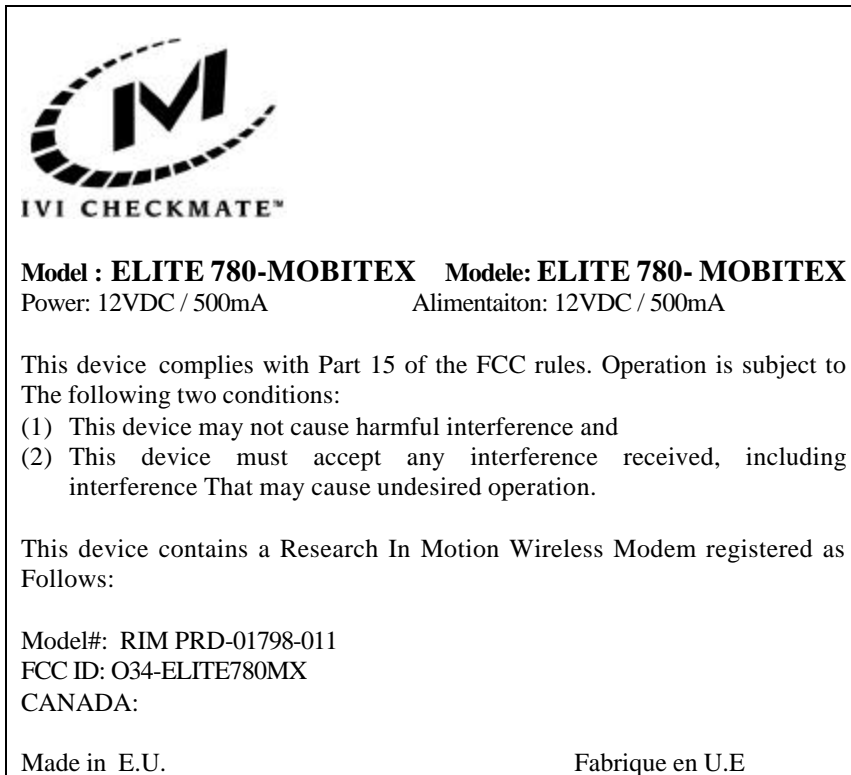 IVI CHECKMATE™
Model : ELITE 780-MOBITEX Modele: ELITE 780- MOBITEX
Power: 12VDC / 500mA Alimentaiton: 12VDC / 500mA
This device complies with Part 15 of the FCC rules. Operation is subject to
The following two conditions:
(1) This device may not cause harmful interference and
(2) This device must accept any interference received, including
interference That may cause undesired operation.
This device contains a Research In Motion Wireless Modem registered as
Follows:
Model#: RIM PRD-01798-011
FCC ID: O34-ELITE780MX
CANADA:
Made in E.U. Fabrique en U.E